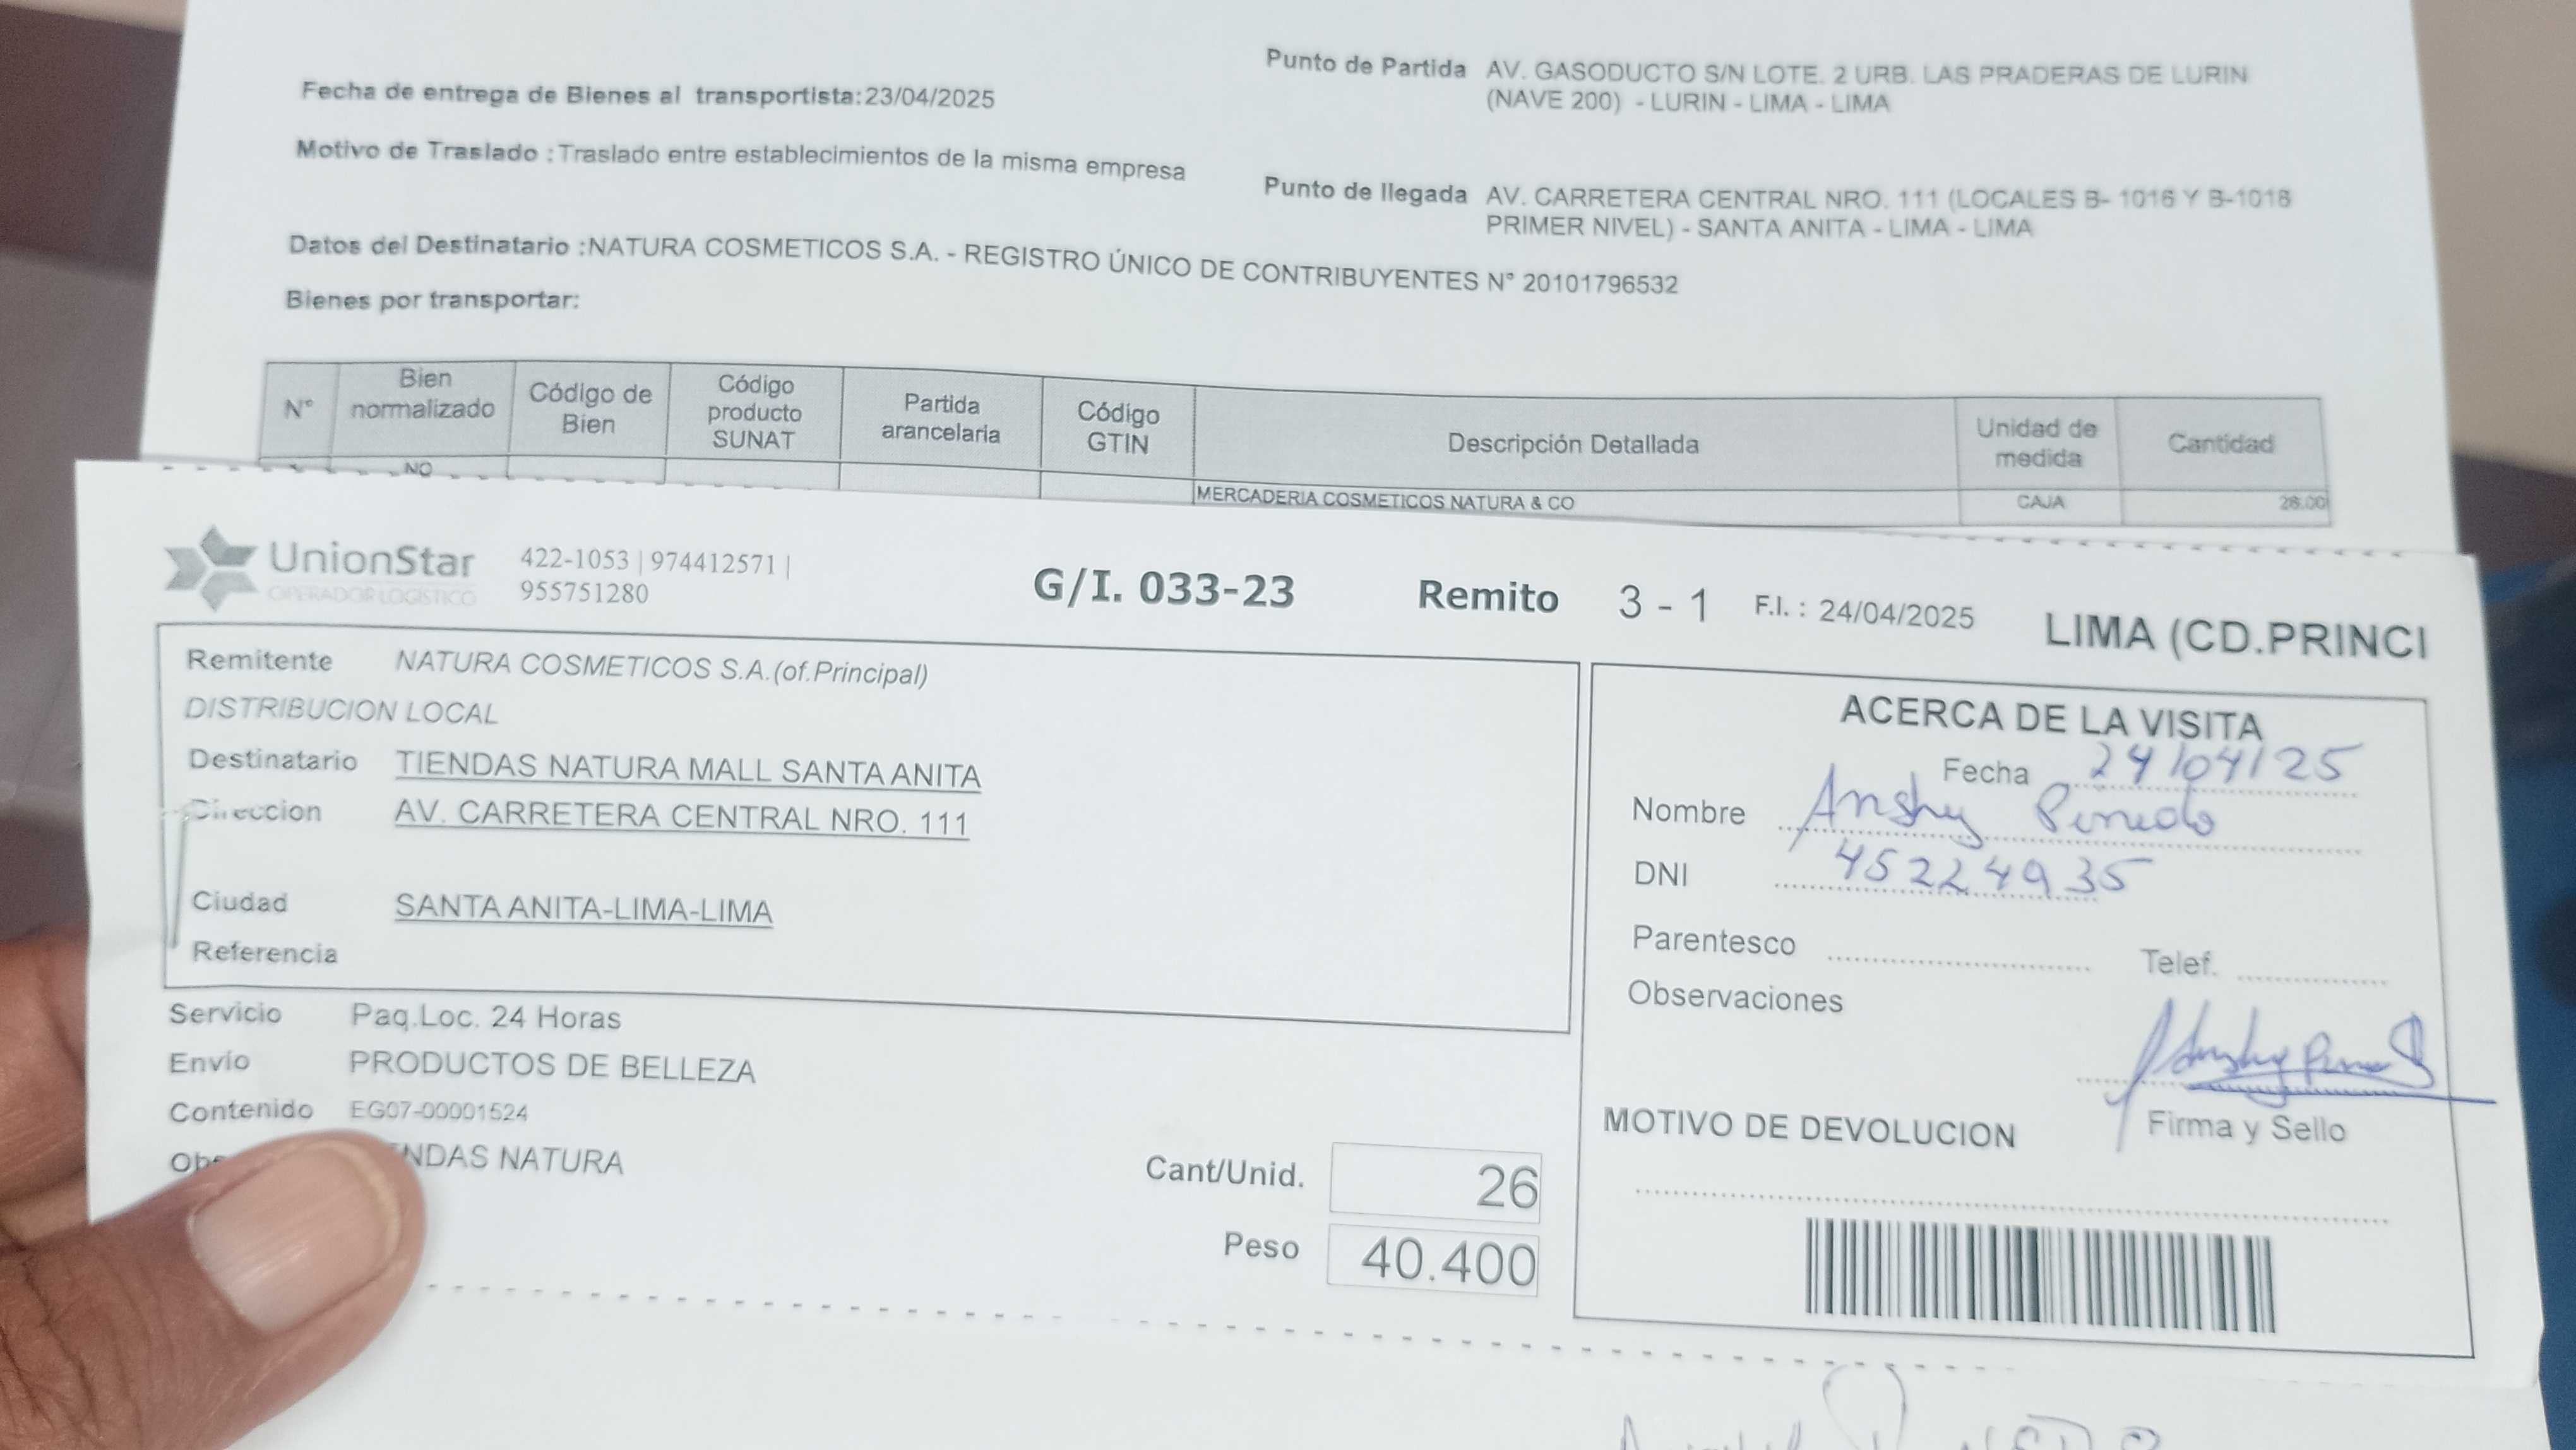 Fecha de entrega de Bienes al transportista:23/04/2025
Motivo de Traslado :Traslado entre establecimientos de la misma empresa
Punto de Partida AV. GASODUCTO S/N LOTE. 2 URB. LAS PRADERAS DE LURIN
(NAVE 200) - LURIN - LIMA - LIMA
Punto de llegada AV. CARRETERA CENTRAL NRO. 111 (LOCALES B- 1016 Y B-1018
PRIMER NIVEL) - SANTA ANITA - LIMA - LIMA
Datos del Destinatario :NATURA COSMETICOS S.A. - REGISTRO ÚNICO DE CONTRIBUYENTES N° 20101796532
Bienes por transportar:
N°
Bien
normalizado
Código de
Bien
Código
producto
SUNAT
Partida
arancelaria
Código
GTIN
Descripción Detallada
Unidad de
medida
Cantidad
NO
MERCADERIA COSMETICOS NATURA & CO
CAJA
26.00
UnionStar
OPERADOR LOGÍSTICO
422-1053 | 974412571 |
955751280
G/I. 033-23
Remito 3 - 1
F.I. : 24/04/2025
LIMA (CD.PRINCI
Remitente NATURA COSMETICOS S.A.(of.Principal)
DISTRIBUCION LOCAL
Destinatario TIENDAS NATURA MALL SANTA ANITA
Direccion AV. CARRETERA CENTRAL NRO. 111
Ciudad SANTA ANITA-LIMA-LIMA
Referencia
Servicio Paq.Loc. 24 Horas
Envío PRODUCTOS DE BELLEZA
Contenido EG07-00001524
NDAS NATURA
Cant/Unid. 26
Peso 40.400
ACERCA DE LA VISITA
Fecha 24/04/25
Nombre Anshy Pinedo
DNI 45224935
Parentesco
Telef.
Observaciones
Firma y Sello
MOTIVO DE DEVOLUCION